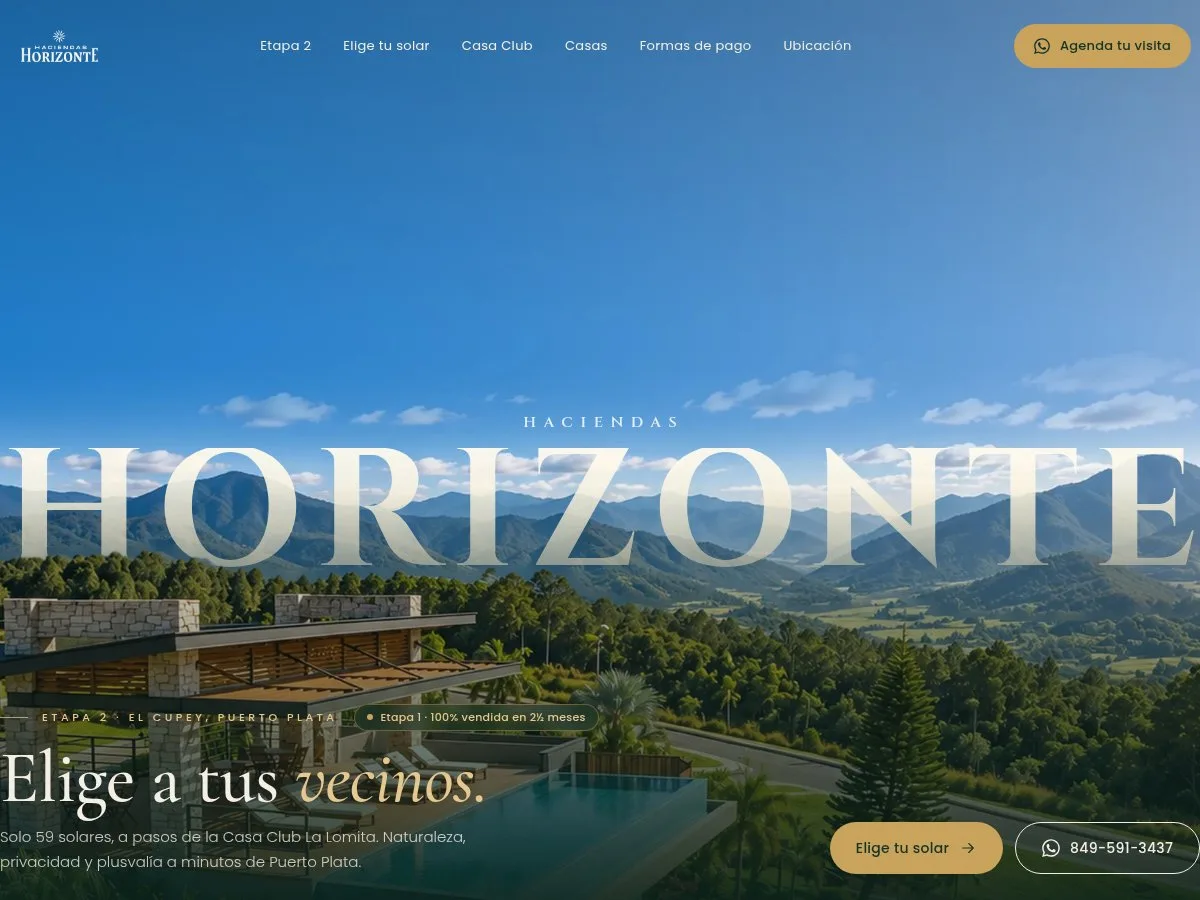 HACIENDAS
HORIZONTE
Etapa 2
Elige tu solar
Casa Club
Casas
Formas de pago
Ubicación
Agenda tu visita
HACIENDAS
HORIZONTE
ETAPA 2 · EL CUPEY, PUERTO PLATA
Etapa 1 · 100% vendida en 2½ meses
Elige a tus vecinos.
Solo 59 solares, a pasos de la Casa Club La Lomita. Naturaleza,
privacidad y plusvalía a minutos de Puerto Plata.
Elige tu solar →
849-591-3437